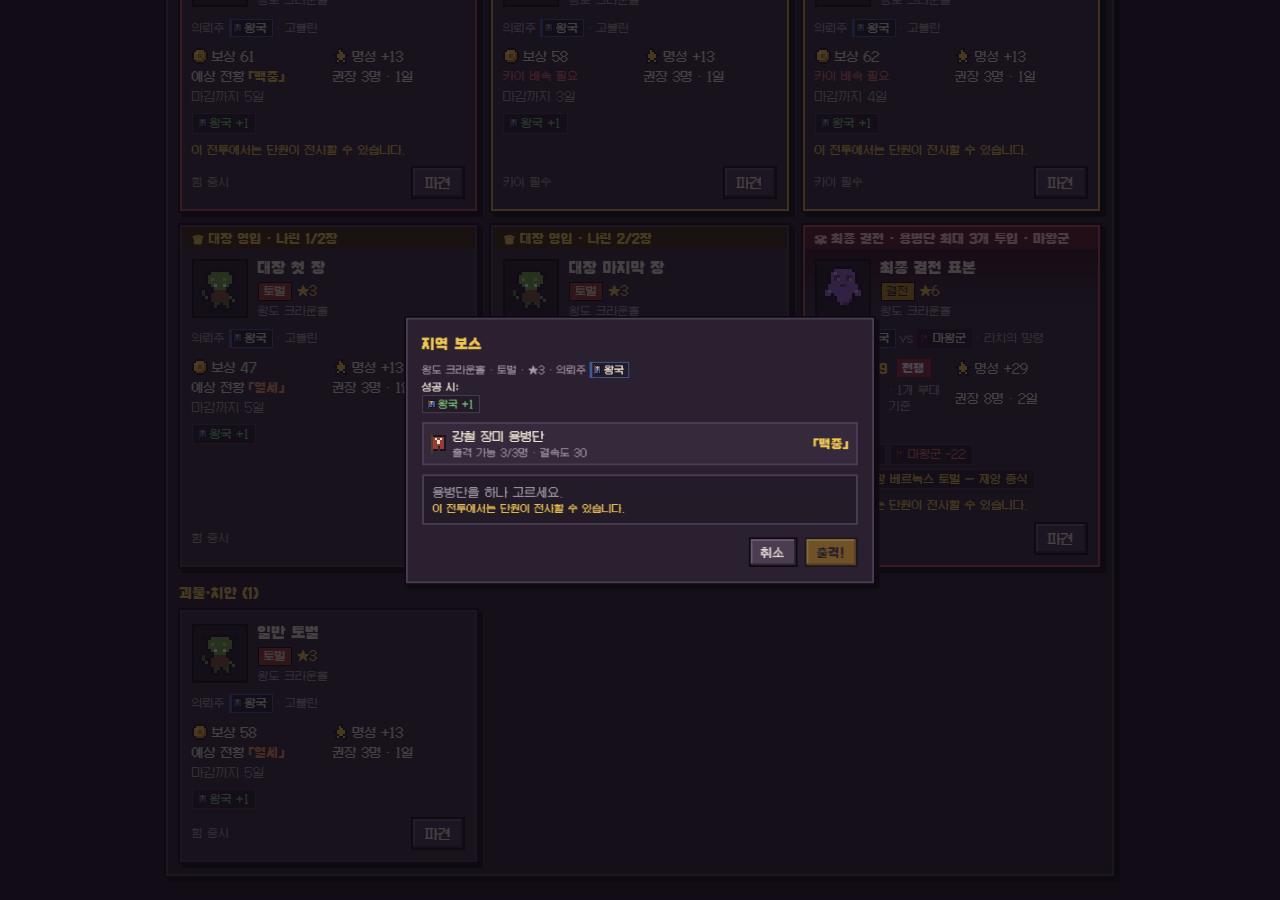 의뢰주 왕국 · 고블린
보상 61 명성 +13
예상 전황 「백중」 권장 3명 · 1일
마감까지 5일
왕국 +1
이 전투에서는 단원이 전사할 수 있습니다.
힘 중시 파견
의뢰주 왕국 · 고블린
보상 58 명성 +13
카이 배속 필요 권장 3명 · 1일
마감까지 3일
왕국 +1
카이 필수 파견
의뢰주 왕국 · 고블린
보상 62 명성 +13
카이 배속 필요 권장 3명 · 1일
마감까지 4일
왕국 +1
이 전투에서는 단원이 전사할 수 있습니다.
카이 필수 파견
대장 영입 · 나린 1/2장
대장 첫 장
토벌 ★3
왕도 크라운홀
의뢰주 왕국 · 고블린
보상 47 명성 +13
예상 전황 「열세」 권장 3명 · 1일
마감까지 5일
왕국 +1
힘 중시
대장 영입 · 나린 2/2장
대장 마지막 장
토벌 ★3
왕도 크라운홀
최종 결전 · 용병단 최대 3개 투입 · 마왕군
최종 결전 표본
결전 ★6
왕도 크라운홀
국 vs 마왕군 · 리치의 망령
9 전쟁 명성 +29
· 1개 부대
기준
권장 8명 · 2일
마왕군 -22
베르녹스 토벌 — 재앙 종식
는 단원이 전사할 수 있습니다.
파견
지역 보스
왕도 크라운홀 · 토벌 · ★3 · 의뢰주 왕국
성공 시:
왕국 +1
강철 장미 용병단
출격 가능 3/3명 · 결속도 30
「백중」
용병단을 하나 고르세요.
이 전투에서는 단원이 전사할 수 있습니다.
취소 출격!
괴물·치안 (1)
일반 토벌
토벌 ★3
왕도 크라운홀
의뢰주 왕국 · 고블린
보상 58 명성 +13
예상 전황 「열세」 권장 3명 · 1일
마감까지 5일
왕국 +1
힘 중시 파견